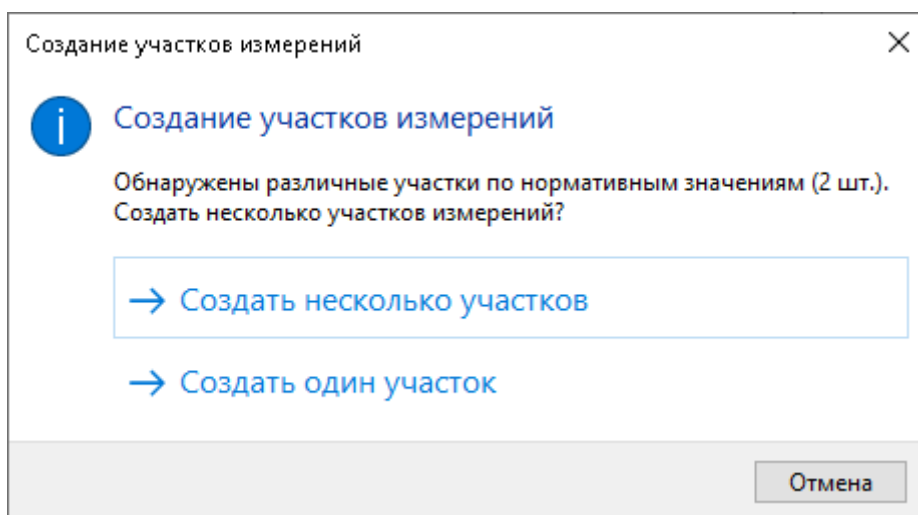 Создание участков измерений
Создание участков измерений
Обнаружены различные участки по нормативным значениям (2 шт.).
Создать несколько участков измерений?
Создать несколько участков
Создать один участок
Отмена